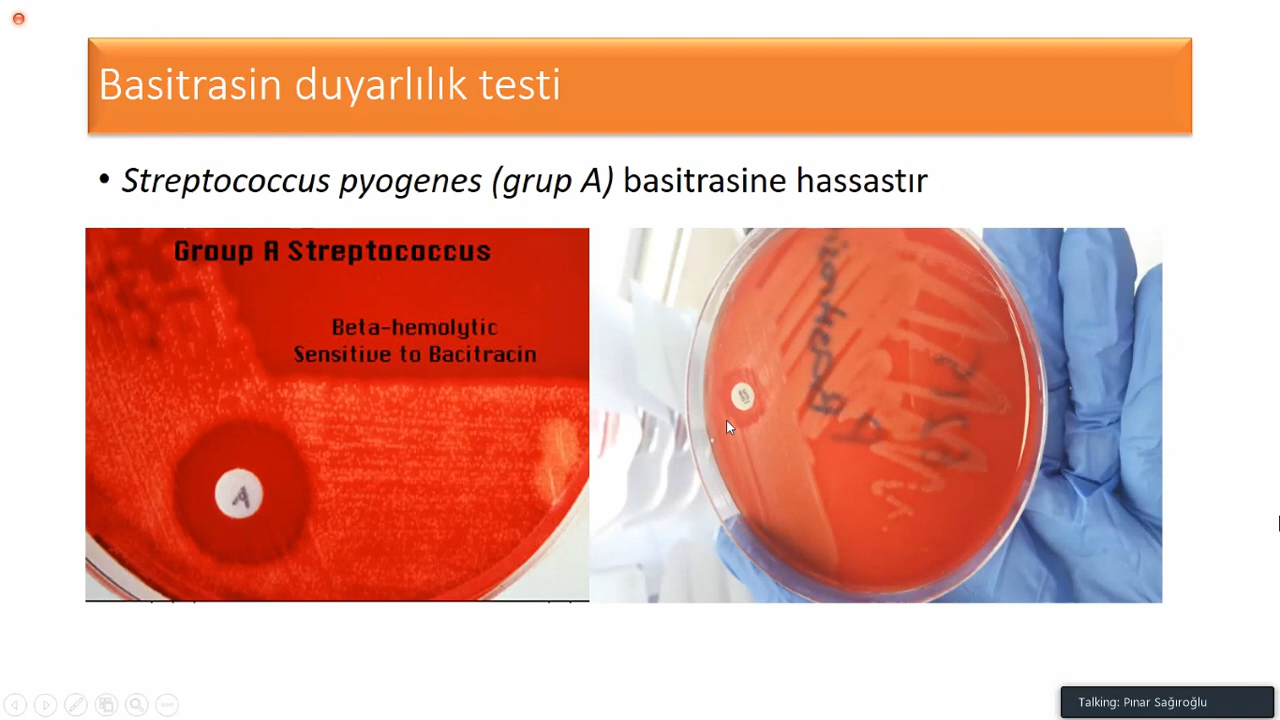 Basitrasin duyarlılık testi
• Streptococcus pyogenes (grup A) basitrasine hassastır
Group A Streptococcus
Beta-hemolytic
Sensitive to Bacitracin
A
Talking: Pınar Sağıroğlu